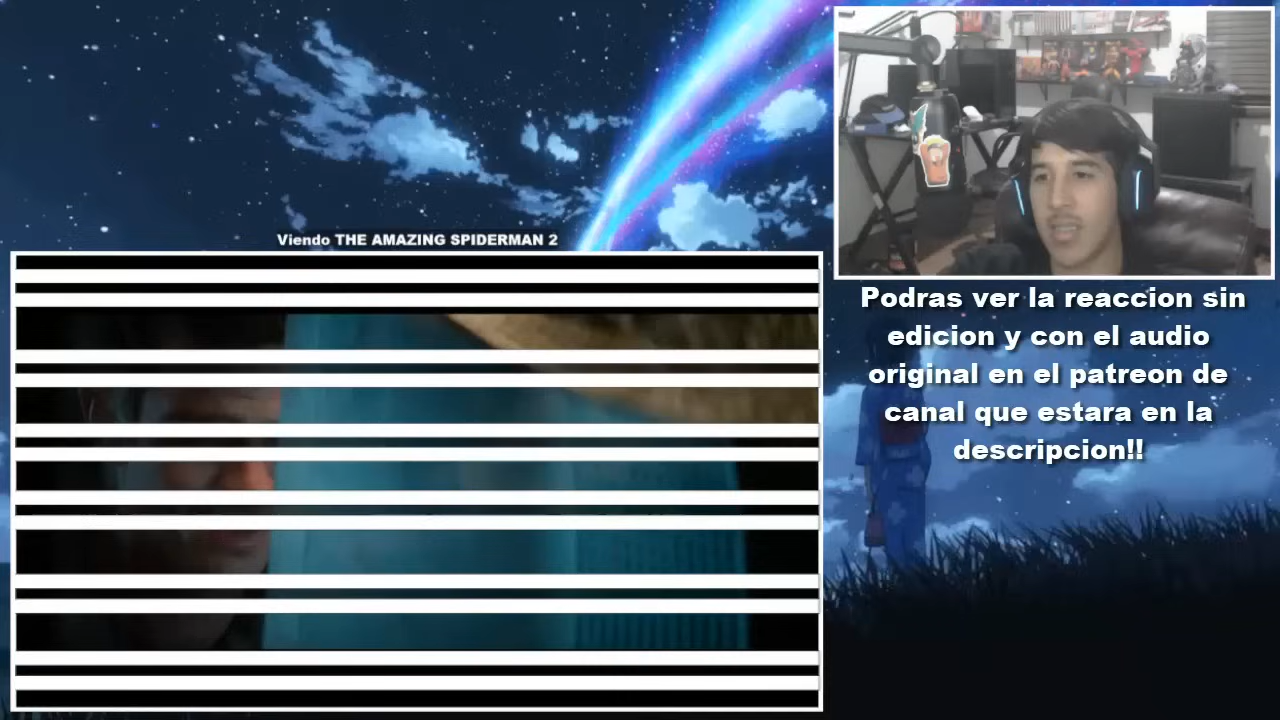 Viendo THE AMAZING SPIDERMAN 2
Podras ver la reaccion sin
edicion y con el audio
original en el patreon de
canal que estara en la
descripcion!!